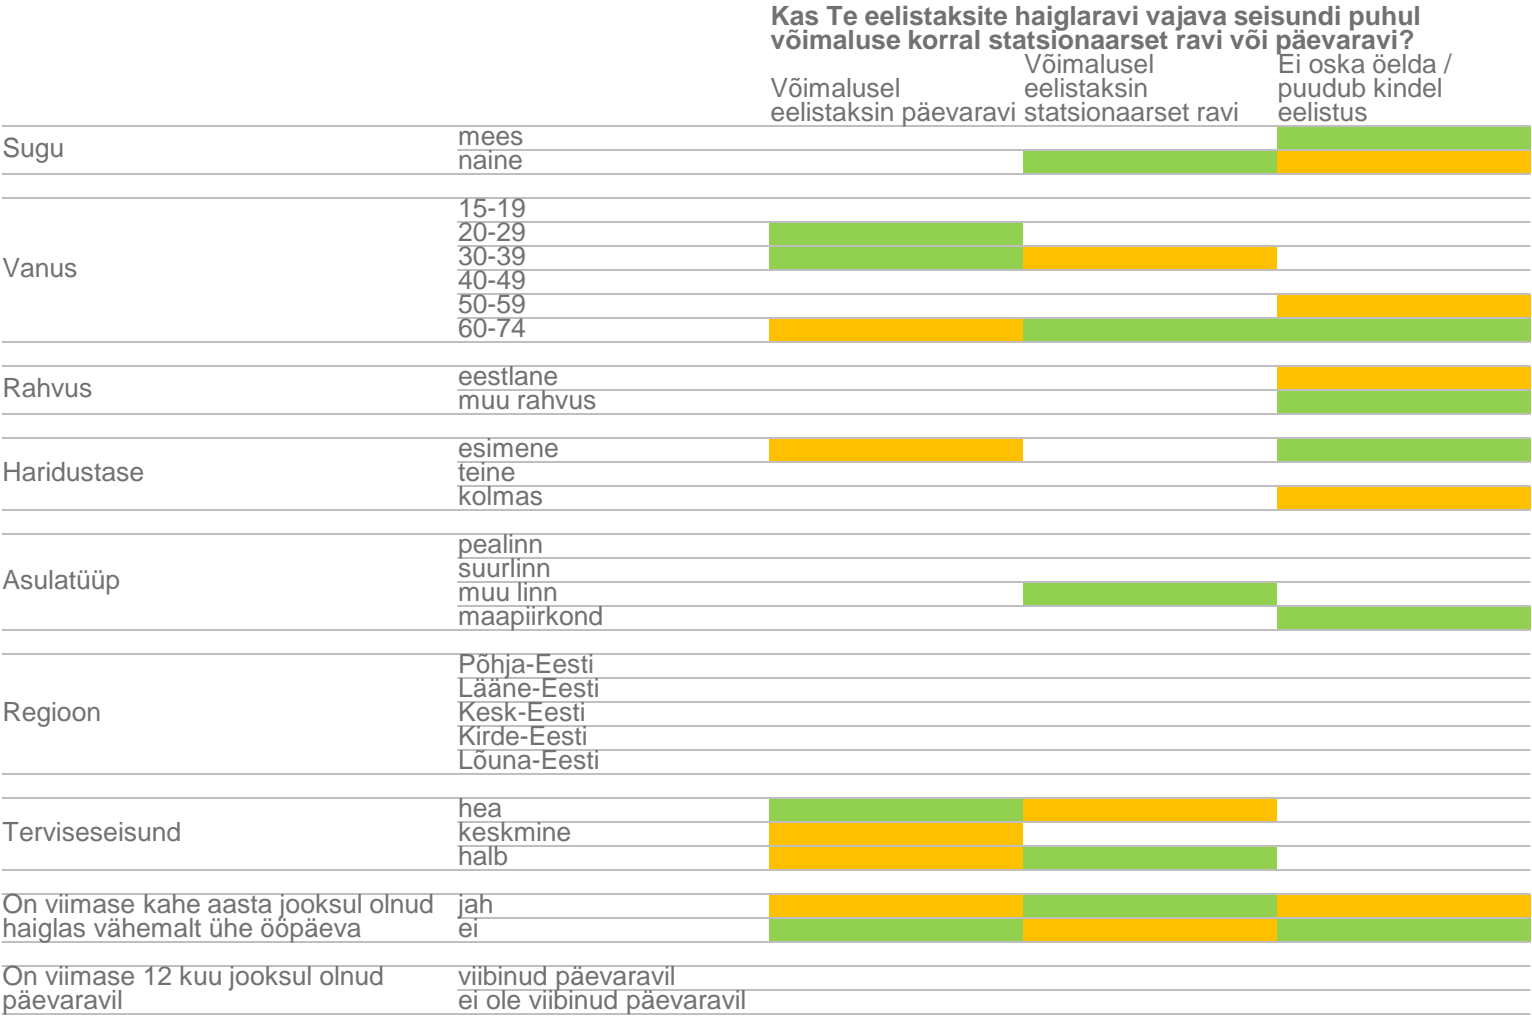 Kas Te eelistaksite haiglaravi vajava seisundi puhul
võimaluse korral statsionaarset ravi või päevaravi?
Võimalusel
eelistaksin päevaravi
Võimalusel
eelistaksin
statsionaarset ravi
Ei oska öelda /
puudub kindel
eelistus
Sugu
mees
naine
Vanus
15-19
20-29
30-39
40-49
50-59
60-74
Rahvus
eestlane
muu rahvus
Haridustase
esimene
teine
kolmas
Asulatüüp
pealinn
suurlinn
muu linn
maapiirkond
Regioon
Põhja-Eesti
Lääne-Eesti
Kesk-Eesti
Kirde-Eesti
Lõuna-Eesti
Terviseseisund
hea
keskmine
halb
On viimase kahe aasta jooksul olnud
haiglas vähemalt ühe ööpäeva
jah
ei
On viimase 12 kuu jooksul olnud
päevaravil
viibinud päevaravil
ei ole viibinud päevaravil